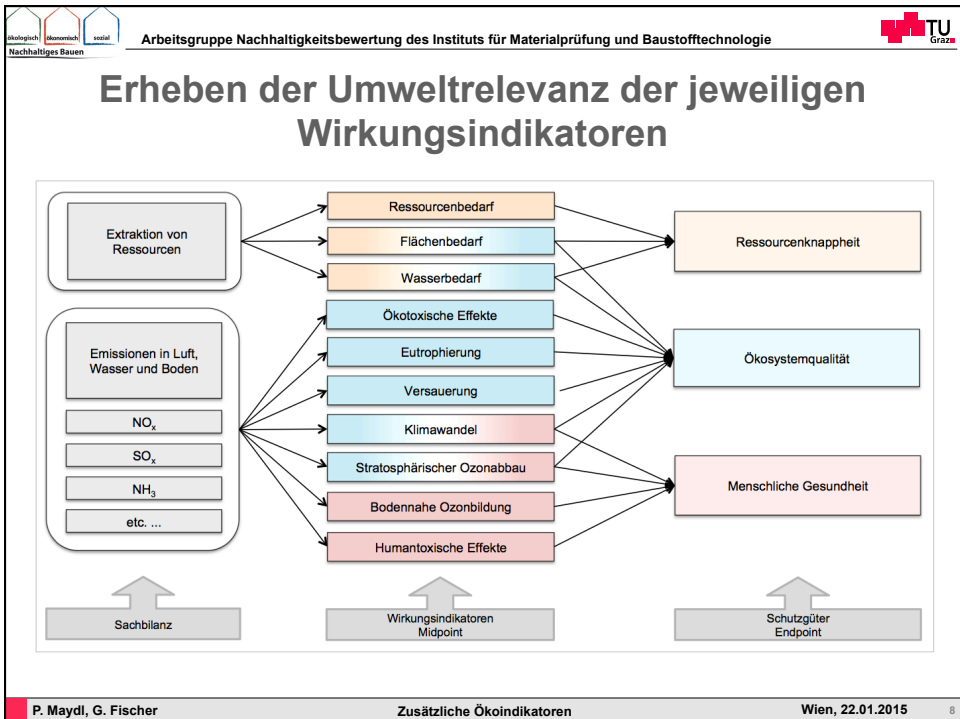 ökologisch ökonomisch sozial
Nachhaltiges Bauen
Arbeitsgruppe Nachhaltigkeitsbewertung des Instituts für Materialprüfung und Baustofftechnologie
TU
Graz
Erheben der Umweltrelevanz der jeweiligen
Wirkungsindikatoren
Extraktion von
Ressourcen
Emissionen in Luft,
Wasser und Boden
NOx
SOx
NH3
etc. ...
Sachbilanz
Ressourcenbedarf
Flächenbedarf
Wasserbedarf
Ökotoxische Effekte
Eutrophierung
Versauerung
Klimawandel
Stratosphärischer Ozonabbau
Bodennahe Ozonbildung
Humantoxische Effekte
Wirkungsindikatoren
Midpoint
Ressourcenknappheit
Ökosystemqualität
Menschliche Gesundheit
Schutzgüter
Endpoint
P. Maydl, G. Fischer
Zusätzliche Ökoindikatoren
Wien, 22.01.2015
8